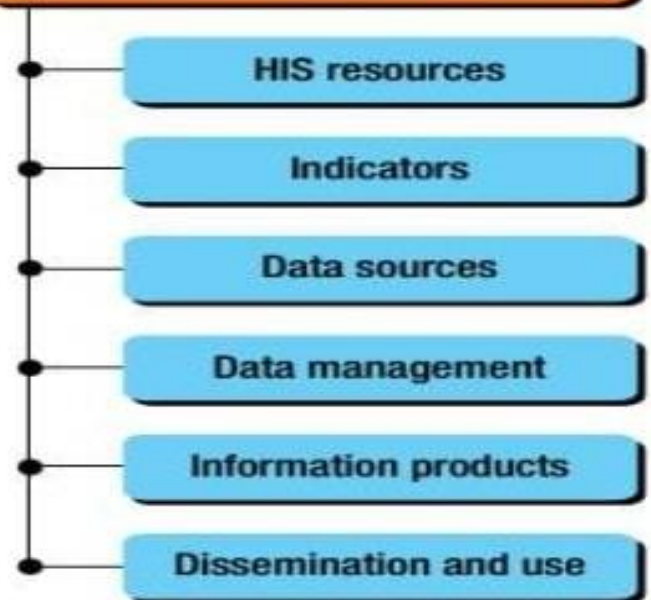 HIS resources
Indicators
Data sources
Data management
Information products
Dissemination and use